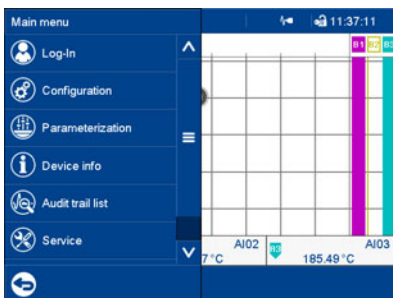 Main menu
11:37:11
Log-In
B1 B2 B3
Configuration
Parameterization
Device info
Audit trail list
Service
AI02
AI03
7°C
B3
185.49°C